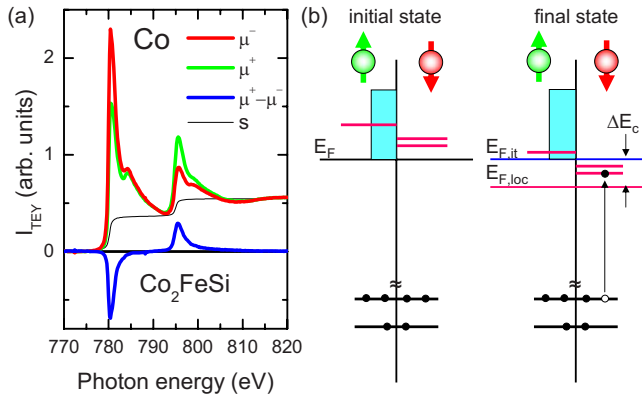 (a)
Co
μ⁻
μ⁺
μ⁺–μ⁻
s
Co₂FeSi
I_TEY (arb. units)
2
1
0
770 780 790 800 810 820
Photon energy (eV)
(b)
initial state
final state
E_F
E_F,it
E_F,loc
ΔE_c
≈
≈